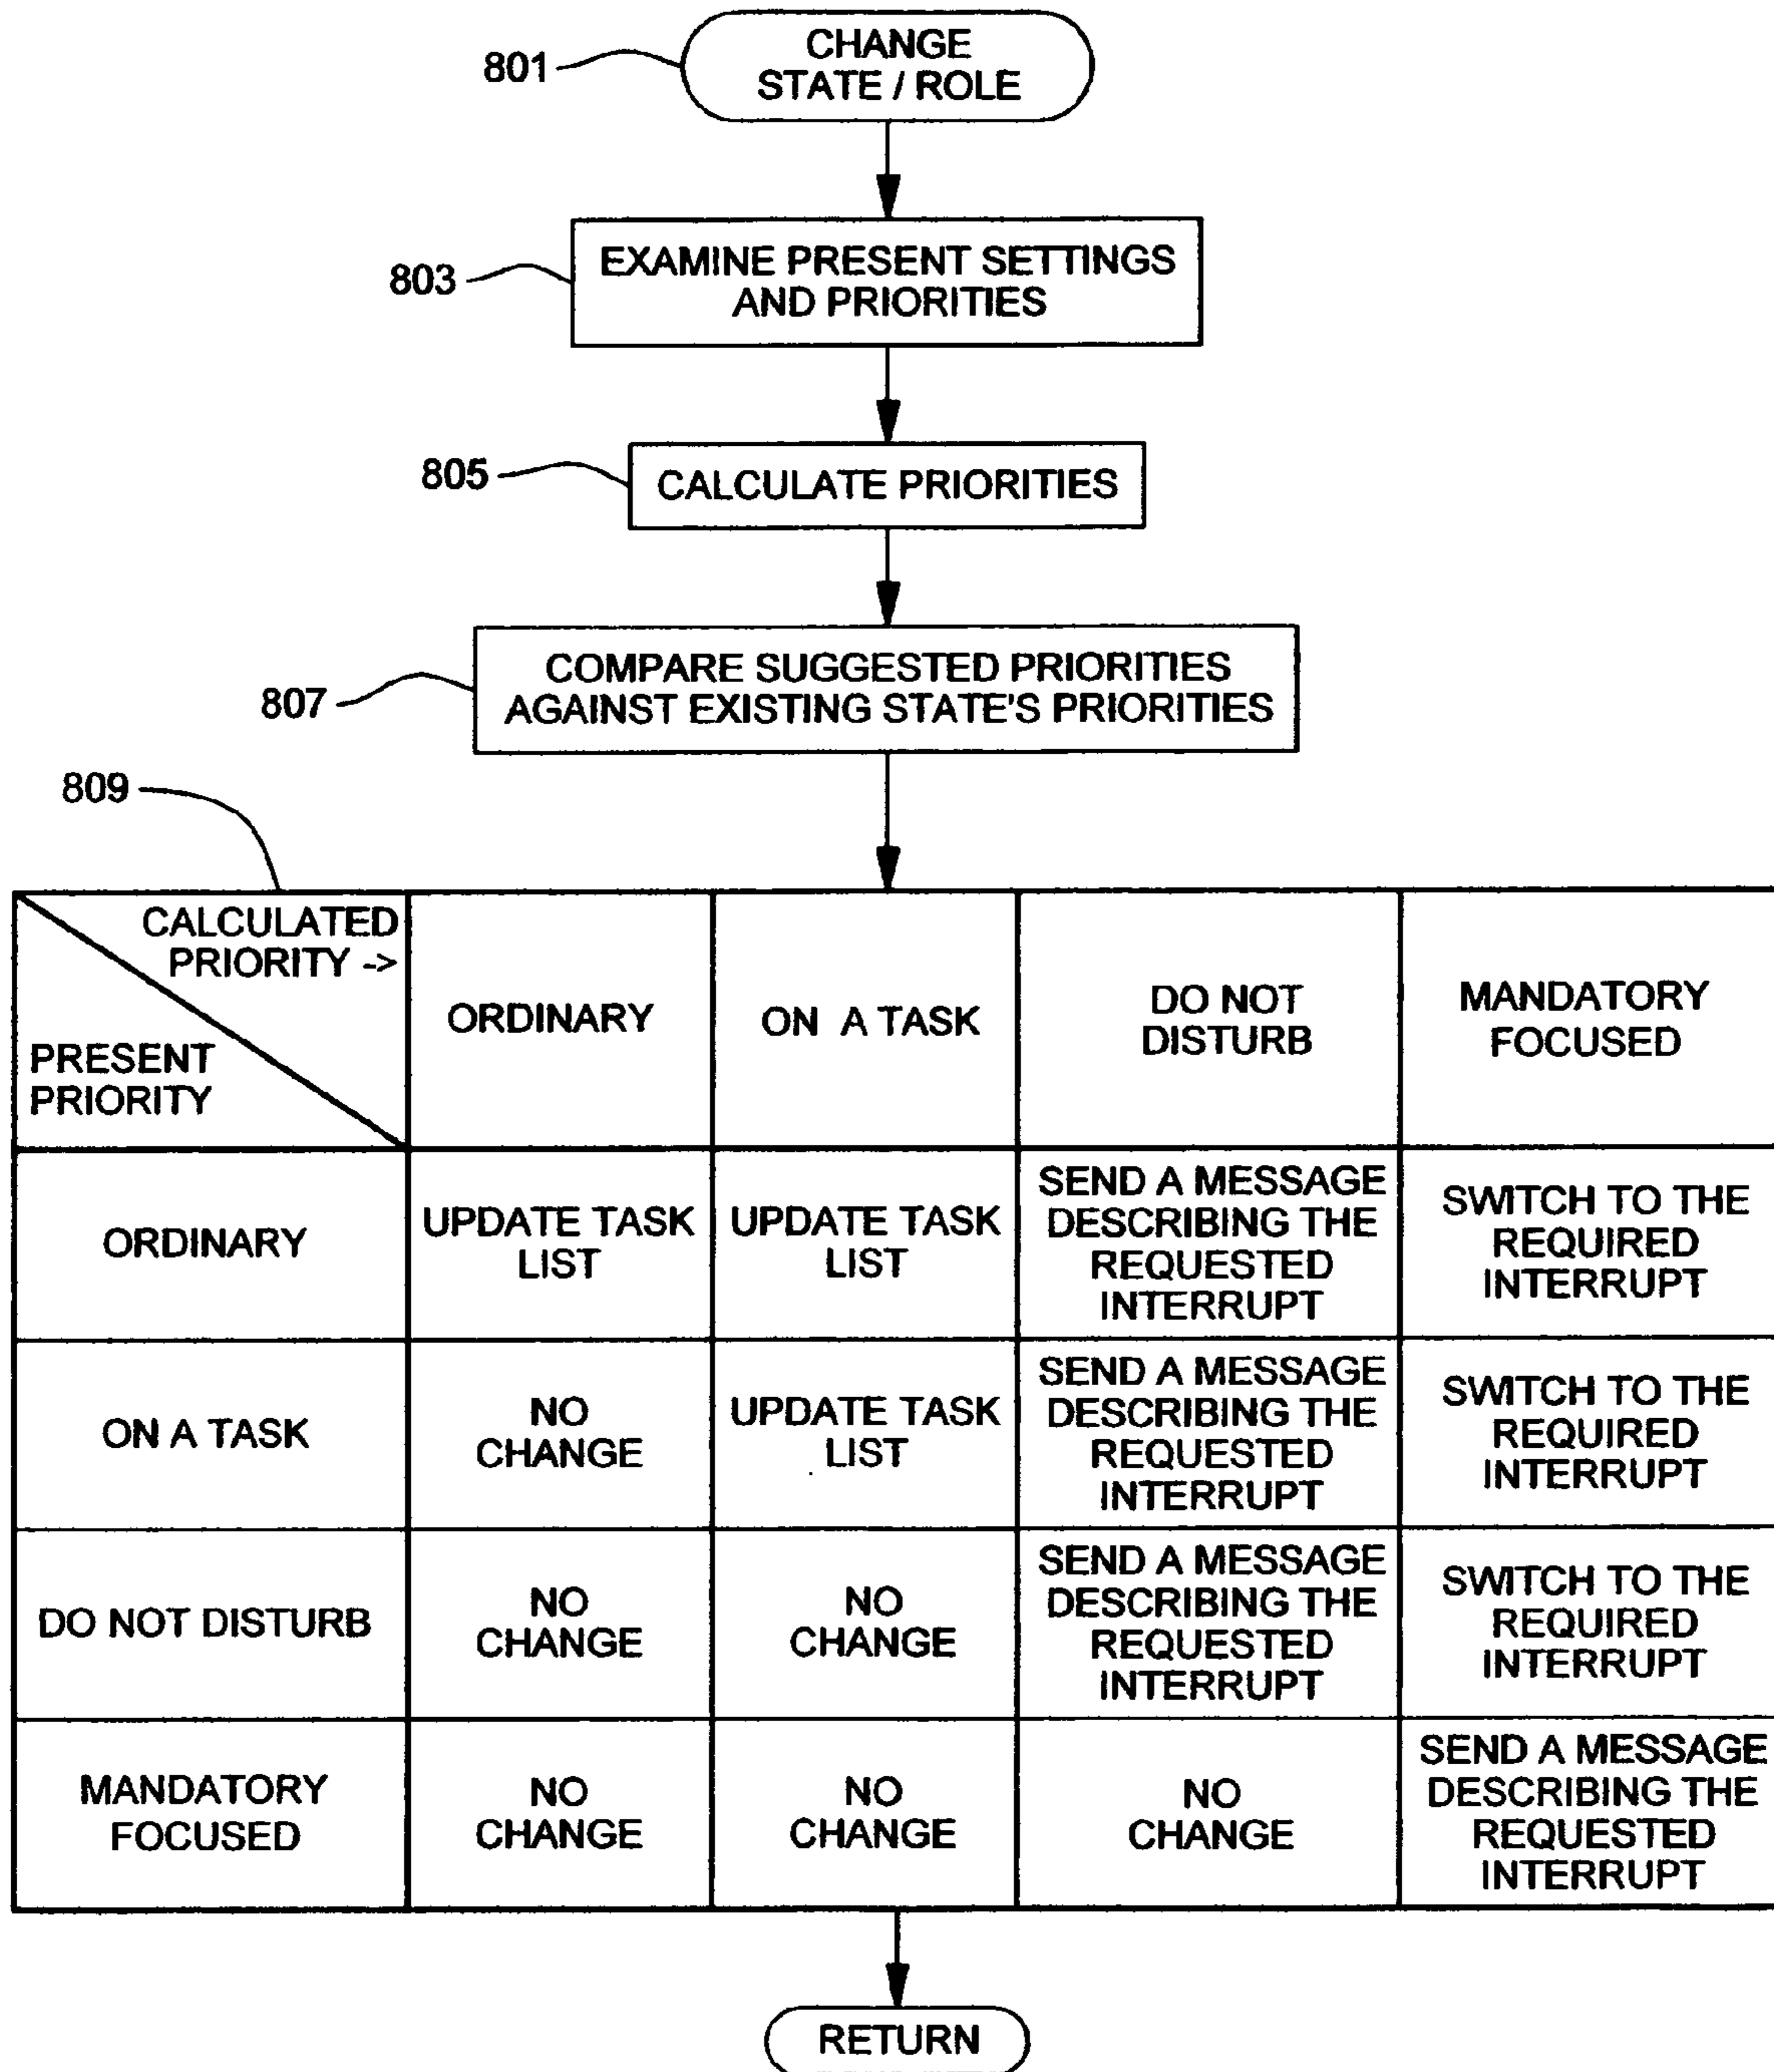 801
CHANGE
STATE / ROLE
803
EXAMINE PRESENT SETTINGS
AND PRIORITIES
805
CALCULATE PRIORITIES
807
COMPARE SUGGESTED PRIORITIES
AGAINST EXISTING STATE'S PRIORITIES
809
CALCULATED
PRIORITY ->
PRESENT
PRIORITY
ORDINARY
ON A TASK
DO NOT
DISTURB
MANDATORY
FOCUSED
ORDINARY
UPDATE TASK
LIST
UPDATE TASK
LIST
SEND A MESSAGE
DESCRIBING THE
REQUESTED
INTERRUPT
SWITCH TO THE
REQUIRED
INTERRUPT
ON A TASK
NO
CHANGE
UPDATE TASK
LIST
SEND A MESSAGE
DESCRIBING THE
REQUESTED
INTERRUPT
SWITCH TO THE
REQUIRED
INTERRUPT
DO NOT DISTURB
NO
CHANGE
NO
CHANGE
SEND A MESSAGE
DESCRIBING THE
REQUESTED
INTERRUPT
SWITCH TO THE
REQUIRED
INTERRUPT
MANDATORY
FOCUSED
NO
CHANGE
NO
CHANGE
NO
CHANGE
SEND A MESSAGE
DESCRIBING THE
REQUESTED
INTERRUPT
RETURN